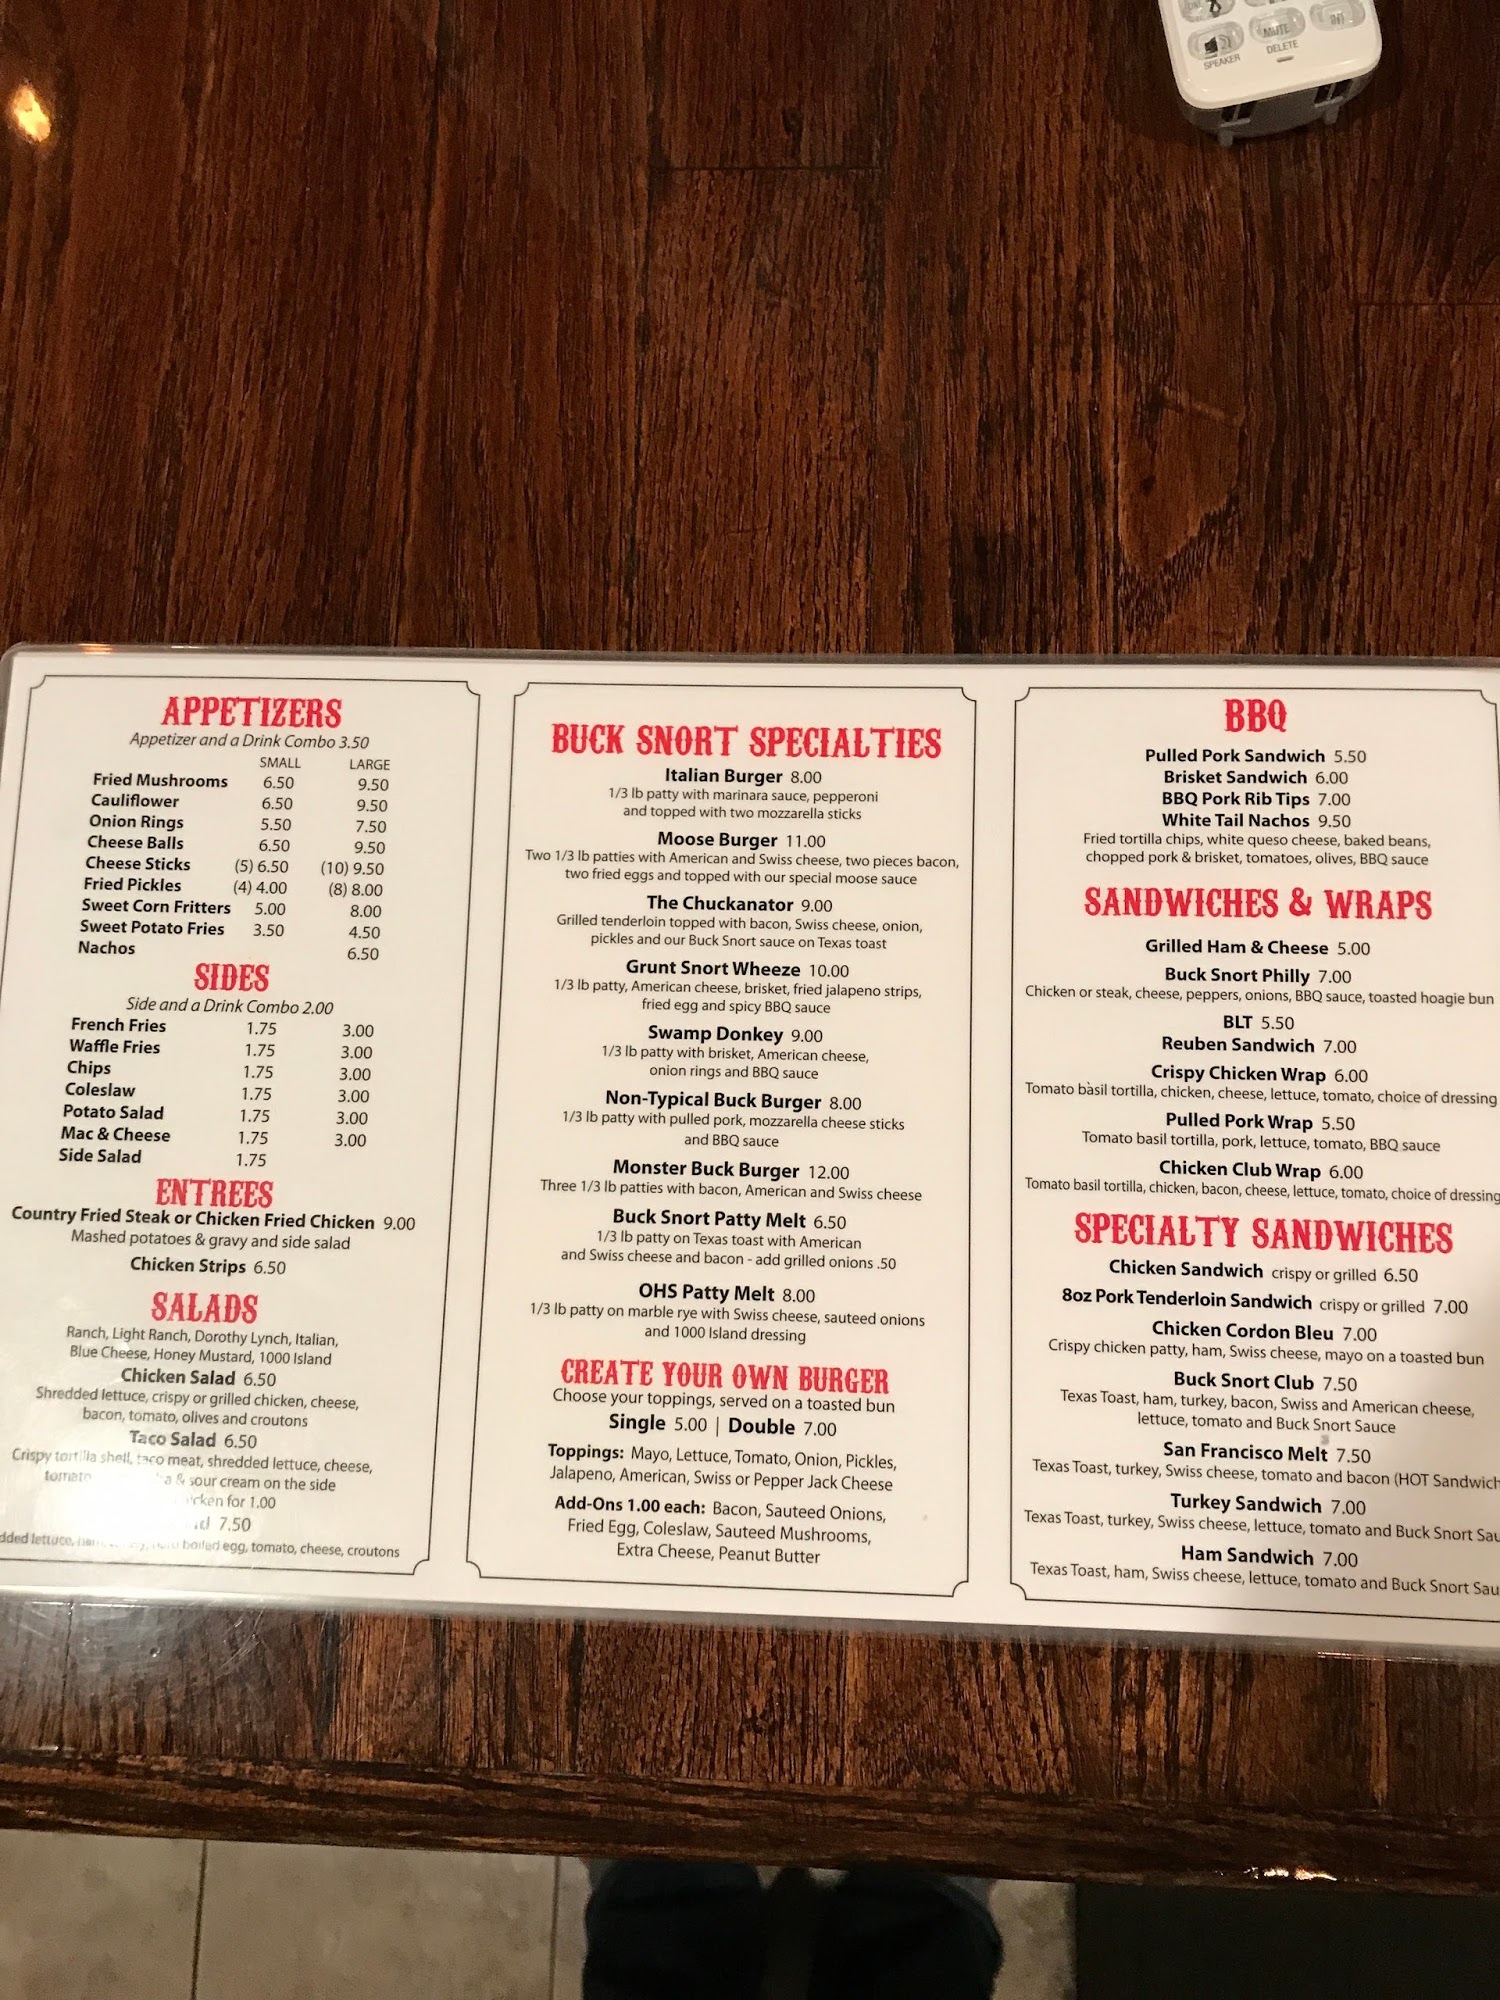 SPEAKER
MUTE
DELETE
INT
APPETIZERS
Appetizer and a Drink Combo 3.50
SMALL LARGE
Fried Mushrooms 6.50 9.50
Cauliflower 6.50 9.50
Onion Rings 5.50 7.50
Cheese Balls 6.50 9.50
Cheese Sticks (5) 6.50 (10) 9.50
Fried Pickles (4) 4.00 (8) 8.00
Sweet Corn Fritters 5.00 8.00
Sweet Potato Fries 3.50 4.50
Nachos 6.50
SIDES
Side and a Drink Combo 2.00
French Fries 1.75 3.00
Waffle Fries 1.75 3.00
Chips 1.75 3.00
Coleslaw 1.75 3.00
Potato Salad 1.75 3.00
Mac & Cheese 1.75 3.00
Side Salad 1.75
ENTREES
Country Fried Steak or Chicken Fried Chicken 9.00
Mashed potatoes & gravy and side salad
Chicken Strips 6.50
SALADS
Ranch, Light Ranch, Dorothy Lynch, Italian,
Blue Cheese, Honey Mustard, 1000 Island
Chicken Salad 6.50
Shredded lettuce, crispy or grilled chicken, cheese,
bacon, tomato, olives and croutons
Taco Salad 6.50
Crispy tortilla shell, taco meat, shredded lettuce, cheese,
& sour cream on the side
for 1.00
7.50
lettuce, boiled egg, tomato, cheese, croutons
BUCK SNORT SPECIALTIES
Italian Burger 8.00
1/3 lb patty with marinara sauce, pepperoni
and topped with two mozzarella sticks
Moose Burger 11.00
Two 1/3 lb patties with American and Swiss cheese, two pieces bacon,
two fried eggs and topped with our special moose sauce
The Chuckanator 9.00
Grilled tenderloin topped with bacon, Swiss cheese, onion,
pickles and our Buck Snort sauce on Texas toast
Grunt Snort Wheeze 10.00
1/3 lb patty, American cheese, brisket, fried jalapeno strips,
fried egg and spicy BBQ sauce
Swamp Donkey 9.00
1/3 lb patty with brisket, American cheese,
onion rings and BBQ sauce
Non-Typical Buck Burger 8.00
1/3 lb patty with pulled pork, mozzarella cheese sticks
and BBQ sauce
Monster Buck Burger 12.00
Three 1/3 lb patties with bacon, American and Swiss cheese
Buck Snort Patty Melt 6.50
1/3 lb patty on Texas toast with American
and Swiss cheese and bacon - add grilled onions .50
OHS Patty Melt 8.00
1/3 lb patty on marble rye with Swiss cheese, sauteed onions
and 1000 Island dressing
CREATE YOUR OWN BURGER
Choose your toppings, served on a toasted bun
Single 5.00 | Double 7.00
Toppings: Mayo, Lettuce, Tomato, Onion, Pickles,
Jalapeno, American, Swiss or Pepper Jack Cheese
Add-Ons 1.00 each: Bacon, Sauteed Onions,
Fried Egg, Coleslaw, Sauteed Mushrooms,
Extra Cheese, Peanut Butter
BBQ
Pulled Pork Sandwich 5.50
Brisket Sandwich 6.00
BBQ Pork Rib Tips 7.00
White Tail Nachos 9.50
Fried tortilla chips, white queso cheese, baked beans,
chopped pork & brisket, tomatoes, olives, BBQ sauce
SANDWICHES & WRAPS
Grilled Ham & Cheese 5.00
Buck Snort Philly 7.00
Chicken or steak, cheese, peppers, onions, BBQ sauce, toasted hoagie bun
BLT 5.50
Reuben Sandwich 7.00
Crispy Chicken Wrap 6.00
Tomato basil tortilla, chicken, cheese, lettuce, tomato, choice of dressing
Pulled Pork Wrap 5.50
Tomato basil tortilla, pork, lettuce, tomato, BBQ sauce
Chicken Club Wrap 6.00
Tomato basil tortilla, chicken, bacon, cheese, lettuce, tomato, choice of dressing
SPECIALTY SANDWICHES
Chicken Sandwich crispy or grilled 6.50
8oz Pork Tenderloin Sandwich crispy or grilled 7.00
Chicken Cordon Bleu 7.00
Crispy chicken patty, ham, Swiss cheese, mayo on a toasted bun
Buck Snort Club 7.50
Texas Toast, ham, turkey, bacon, Swiss and American cheese,
lettuce, tomato and Buck Snort Sauce
San Francisco Melt 7.50
Texas Toast, turkey, Swiss cheese, tomato and bacon (HOT Sandwich
Turkey Sandwich 7.00
Texas Toast, turkey, Swiss cheese, lettuce, tomato and Buck Snort Sau
Ham Sandwich 7.00
Texas Toast, ham, Swiss cheese, lettuce, tomato and Buck Snort Sau